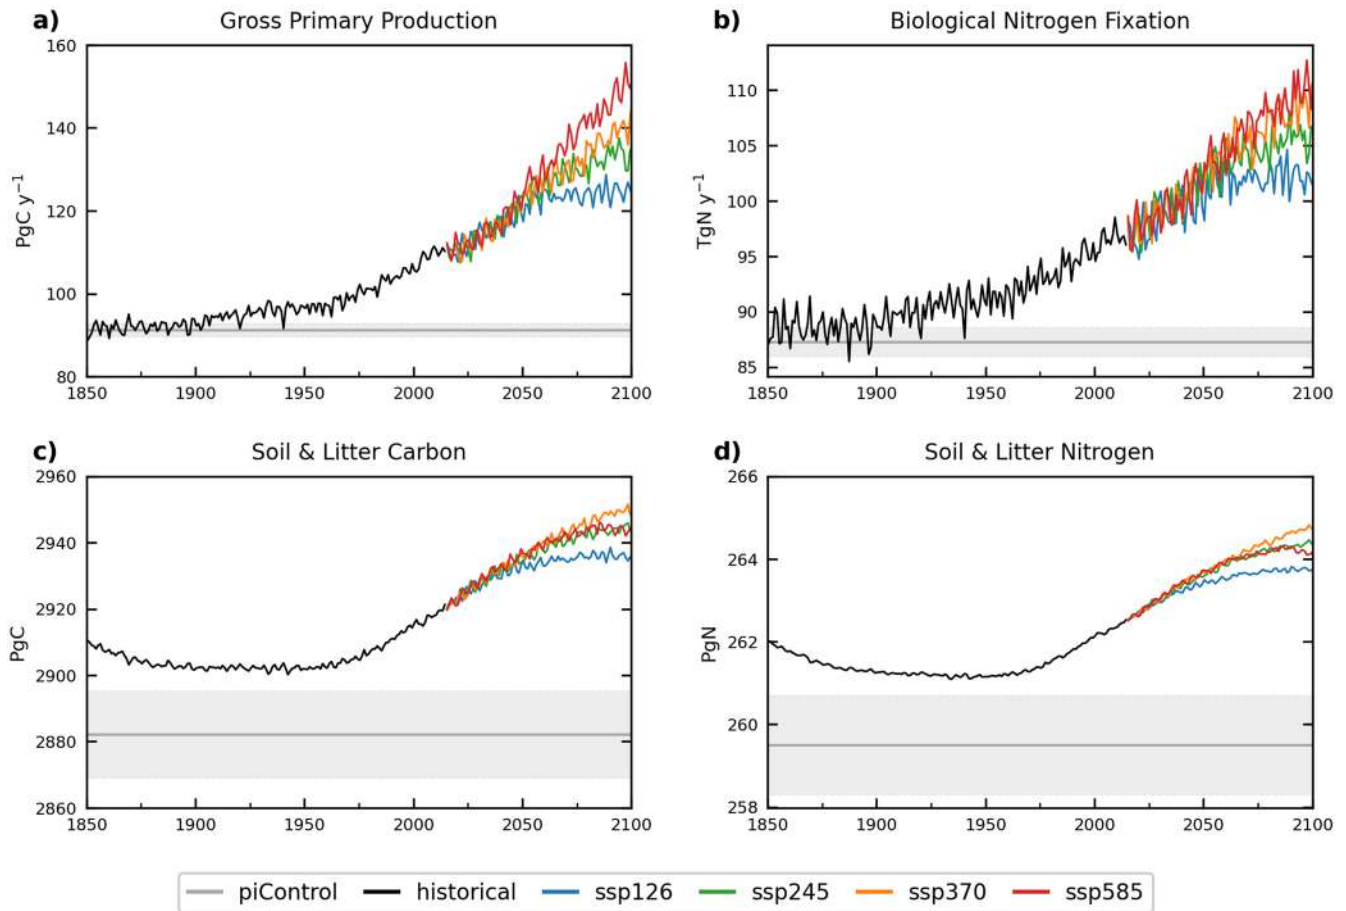 a) Gross Primary Production
PgC y⁻¹
160
140
120
100
80
1850 1900 1950 2000 2050 2100
b) Biological Nitrogen Fixation
TgN y⁻¹
110
105
100
95
90
85
1850 1900 1950 2000 2050 2100
c) Soil & Litter Carbon
PgC
2960
2940
2920
2900
2880
2860
1850 1900 1950 2000 2050 2100
d) Soil & Litter Nitrogen
PgN
266
264
262
260
258
1850 1900 1950 2000 2050 2100
piControl historical ssp126 ssp245 ssp370 ssp585